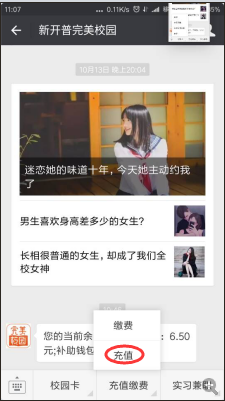 11:07
0.11K/s
5%
新开普完美校园
10月13日 晚上20:04
迷恋她的味道十年，今天她主动约我
了
男生喜欢身高差多少的女生?
长相很普通的女生，却成了我们全
校女神
完美
校园
您的当前余
：6.50
元;补助钱包
缴费
充值
校园卡
充值缴费
实习兼职